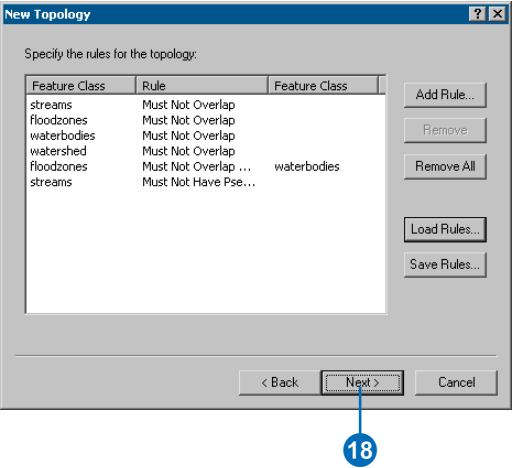 New Topology
Specify the rules for the topology:
Feature Class Rule Feature Class
streams Must Not Overlap
floodzones Must Not Overlap
waterbodies Must Not Overlap
watershed Must Not Overlap
floodzones Must Not Overlap ... waterbodies
streams Must Not Have Pse...
Add Rule...
Remove
Remove All
Load Rules...
Save Rules...
< Back Next > Cancel
18